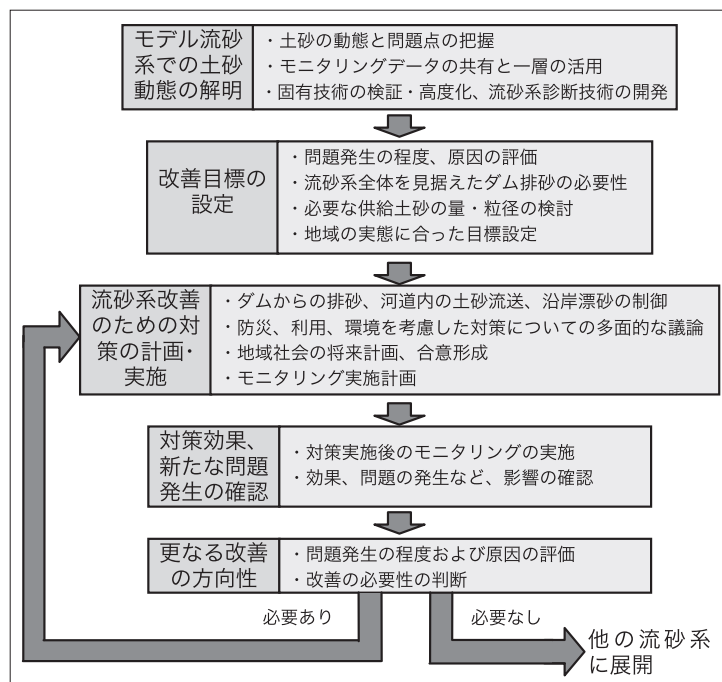 モデル流砂
系での土砂
動態の解明
・土砂の動態と問題点の把握
・モニタリングデータの共有と一層の活用
・固有技術の検証・高度化、流砂系診断技術の開発
改善目標の
設定
・問題発生の程度、原因の評価
・流砂系全体を見据えたダム排砂の必要性
・必要な供給土砂の量・粒径の検討
・地域の実態に合った目標設定
流砂系改善
のための対
策の計画・
実施
・ダムからの排砂、河道内の土砂流送、沿岸漂砂の制御
・防災、利用、環境を考慮した対策についての多面的な議論
・地域社会の将来計画、合意形成
・モニタリング実施計画
対策効果、
新たな問題
発生の確認
・対策実施後のモニタリングの実施
・効果、問題の発生など、影響の確認
更なる改善
の方向性
・問題発生の程度および原因の評価
・改善の必要性の判断
必要あり
必要なし
他の流砂系
に展開